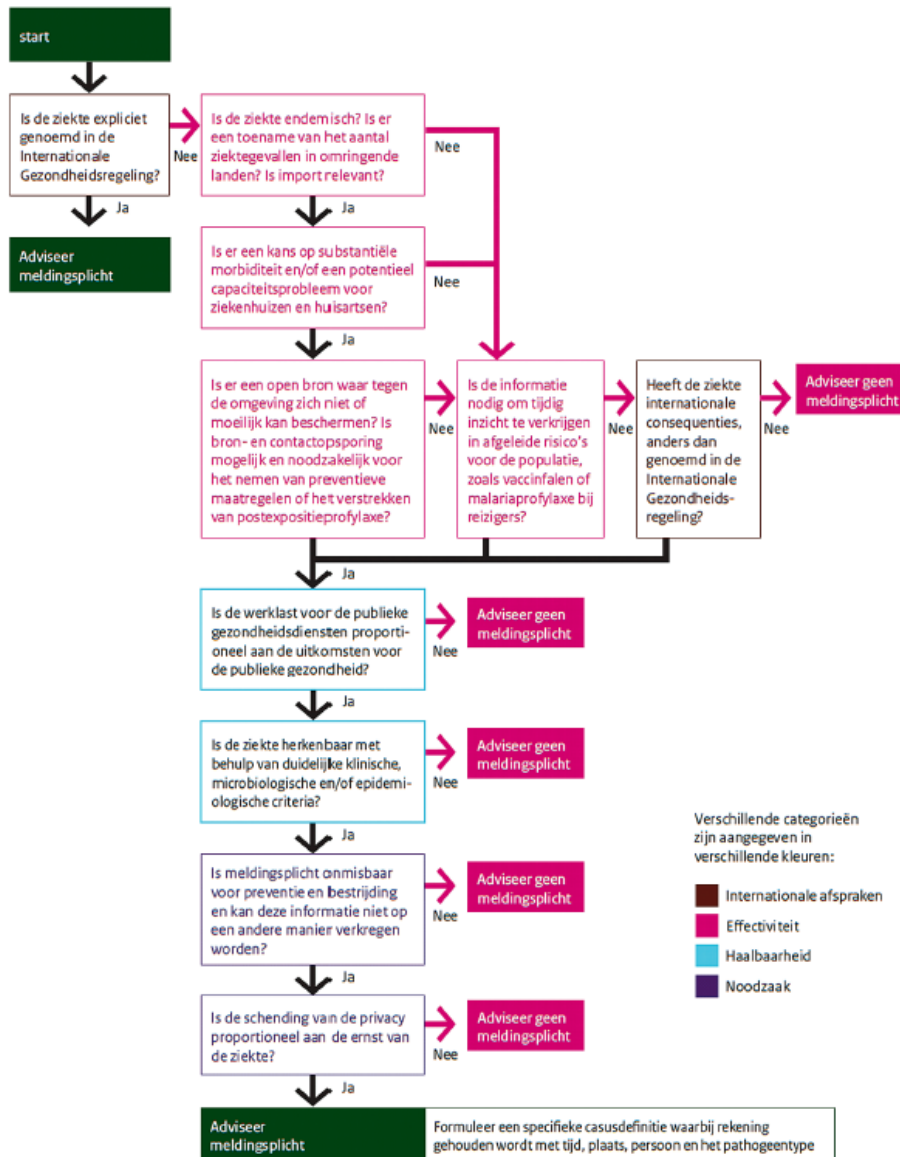 start
Is de ziekte expliciet
genoemd in de
Internationale
Gezondheidsregeling?
Nee
Ja
Adviseer
meldingsplicht
Is de ziekte endemisch? Is er
een toename van het aantal
ziektegevallen in omringende
landen? Is import relevant?
Nee
Ja
Is er een kans op substantiële
morbiditeit en/of een potentieel
capaciteitsprobleem voor
ziekenhuizen en huisartsen?
Nee
Ja
Is er een open bron waar tegen
de omgeving zich niet of
moeilijk kan beschermen? Is
bron- en contactopsporing
mogelijk en noodzakelijk voor
het nemen van preventieve
maatregelen of het verstrekken
van postexpositieprofylaxe?
Nee
Is de informatie
nodig om tijdig
inzicht te verkrijgen
in afgeleide risico's
voor de populatie,
zoals vaccinfalen of
malariaprofylaxe bij
reizigers?
Nee
Heeft de ziekte
internationale
consequenties,
anders dan
genoemd in de
Internationale
Gezondheids-
regeling?
Nee
Adviseer geen
meldingsplicht
Ja
Is de werklast voor de publieke
gezondheidsdiensten proporti-
oneel aan de uitkomsten voor
de publieke gezondheid?
Nee
Adviseer geen
meldingsplicht
Ja
Is de ziekte herkenbaar met
behulp van duidelijke klinische,
microbiologische en/of epidemi-
ologische criteria?
Nee
Adviseer geen
meldingsplicht
Ja
Is meldingsplicht onmisbaar
voor preventie en bestrijding
en kan deze informatie niet op
een andere manier verkregen
worden?
Nee
Adviseer geen
meldingsplicht
Ja
Is de schending van de privacy
proportioneel aan de ernst van
de ziekte?
Nee
Adviseer geen
meldingsplicht
Ja
Adviseer
meldingsplicht
Formuleer een specifieke casusdefinitie waarbij rekening
gehouden wordt met tijd, plaats, persoon en het pathogeentype
Verschillende categorieën
zijn aangegeven in
verschillende kleuren:
Internationale afspraken
Effectiviteit
Haalbaarheid
Noodzaak